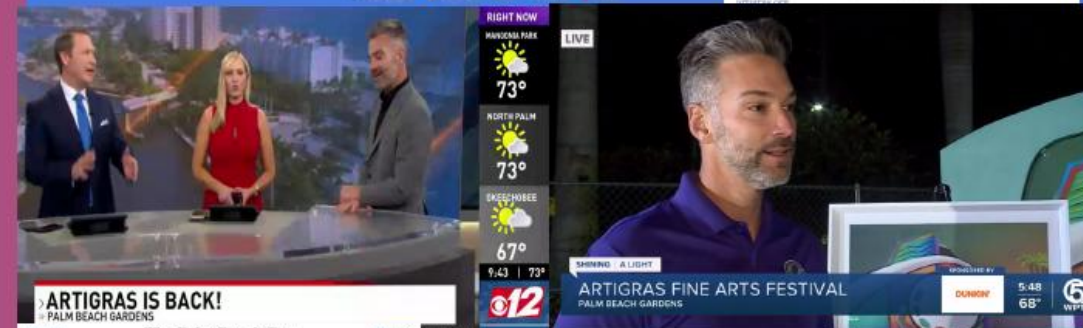 RIGHT NOW
MANGONIA PARK
73°
NORTH PALM
73°
OKEECHOBEE
67°
9:43 | 73°
12
ARTIGRAS IS BACK!
PALM BEACH GARDENS
LIVE
SHINING A LIGHT
ARTIGRAS FINE ARTS FESTIVAL
PALM BEACH GARDENS
SPONSORED BY
DUNKIN'
5:48
68°
5